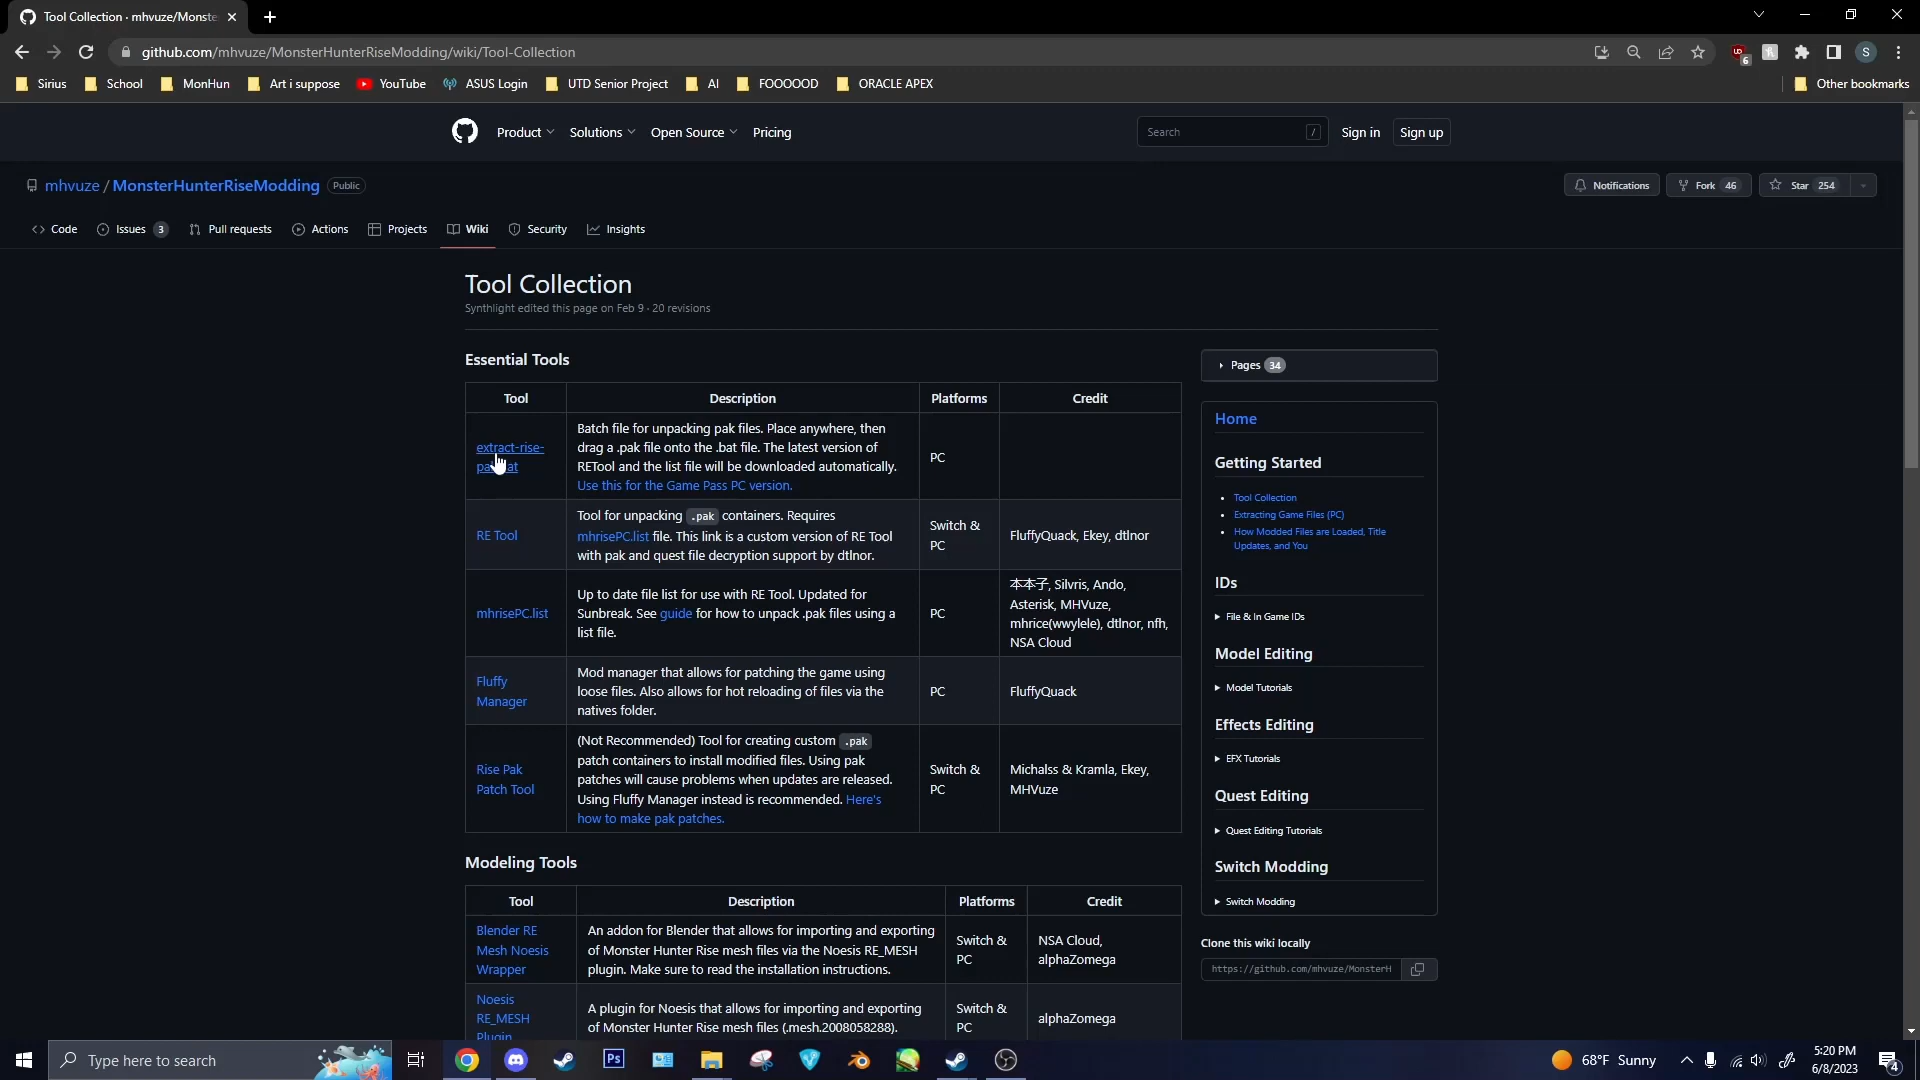 Tool Collection · mhvuze/Monste
github.com/mhvuze/MonsterHunterRiseModding/wiki/Tool-Collection
6
S
Sirius
School
MonHun
Art i suppose
YouTube
ASUS Login
UTD Senior Project
AI
FOOOOOD
ORACLE APEX
Other bookmarks
Product
Solutions
Open Source
Pricing
Search
/
Sign in
Sign up
mhvuze / MonsterHunterRiseModding
Public
Notifications
Fork 46
Star 254
Code
Issues 3
Pull requests
Actions
Projects
Wiki
Security
Insights
Tool Collection
Synthlight edited this page on Feb 9 · 20 revisions
Essential Tools
Tool
Description
Platforms
Credit
extract-rise-
Batch file for unpacking pak files. Place anywhere, then
drag a .pak file onto the .bat file. The latest version of
RETool and the list file will be downloaded automatically.
Use this for the Game Pass PC version.
PC
RE Tool
Tool for unpacking .pak containers. Requires
mhrisePC.list file. This link is a custom version of RE Tool
with pak and quest file decryption support by dtlnor.
Switch &
PC
FluffyQuack, Ekey, dtlnor
mhrisePC.list
Up to date file list for use with RE Tool. Updated for
Sunbreak. See guide for how to unpack .pak files using a
list file.
PC
本本子, Silvris, Ando,
Asterisk, MHVuze,
mhrice(wwylele), dtlnor, nfh,
NSA Cloud
Fluffy
Manager
Mod manager that allows for patching the game using
loose files. Also allows for hot reloading of files via the
natives folder.
PC
FluffyQuack
Rise Pak
Patch Tool
(Not Recommended) Tool for creating custom .pak
patch containers to install modified files. Using pak
patches will cause problems when updates are released.
Using Fluffy Manager instead is recommended. Here's
how to make pak patches.
Switch &
PC
Michalss & Kramla, Ekey,
MHVuze
Modeling Tools
Tool
Description
Platforms
Credit
Blender RE
Mesh Noesis
Wrapper
An addon for Blender that allows for importing and exporting
of Monster Hunter Rise mesh files via the Noesis RE_MESH
plugin. Make sure to read the installation instructions.
Switch &
PC
NSA Cloud,
alphaZomega
Noesis
RE_MESH
Plugin
A plugin for Noesis that allows for importing and exporting
of Monster Hunter Rise mesh files (.mesh.2008058288).
Switch &
PC
alphaZomega
Pages 34
Home
Getting Started
Tool Collection
Extracting Game Files (PC)
How Modded Files are Loaded, Title
Updates, and You
IDs
File & In Game IDs
Model Editing
Model Tutorials
Effects Editing
EFX Tutorials
Quest Editing
Quest Editing Tutorials
Switch Modding
Switch Modding
Clone this wiki locally
https://github.com/mhvuze/MonsterH
Type here to search
Ps
68°F Sunny
5:20 PM
6/8/2023
4